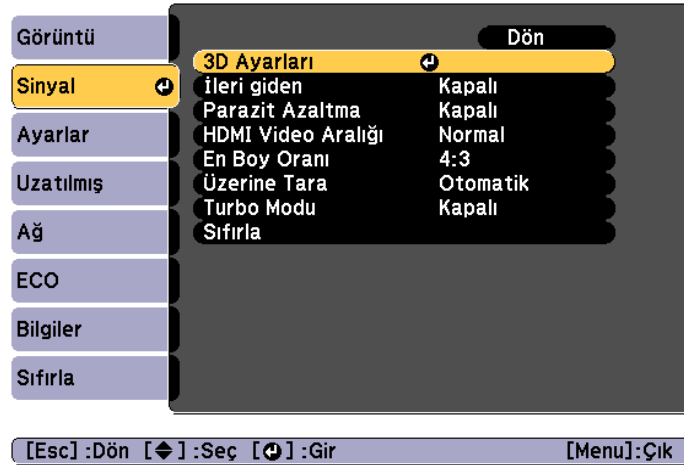 Görüntü
Sinyal
Ayarlar
Uzatılmış
Ağ
ECO
Bilgiler
Sıfırla
Dön
3D Ayarları
İleri giden Kapalı
Parazit Azaltma Kapalı
HDMI Video Aralığı Normal
En Boy Oranı 4:3
Üzerine Tara Otomatik
Turbo Modu Kapalı
Sıfırla
[Esc] :Dön [◆] :Seç [↵] :Gir [Menu]:Çık